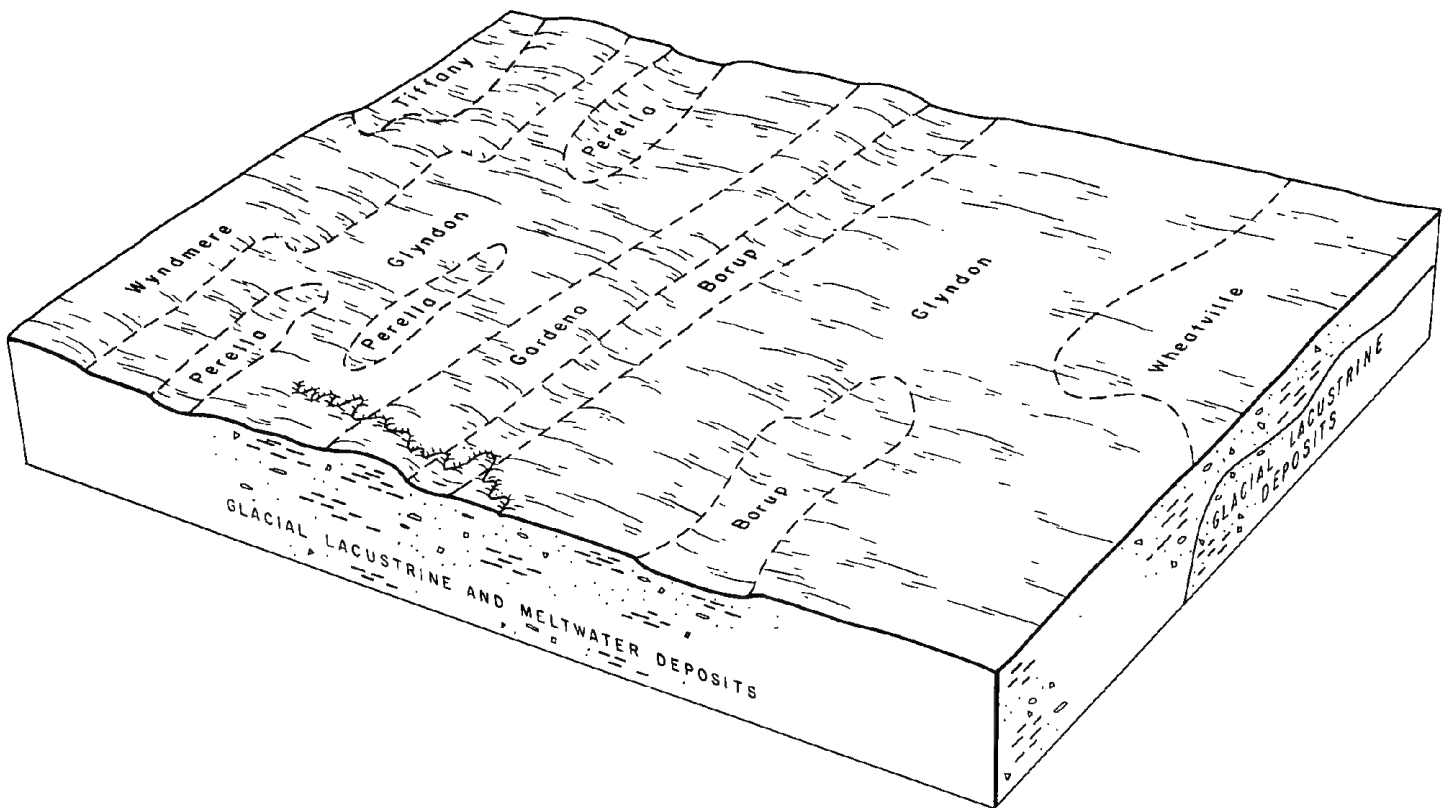 Tiffany
Perella
Wyndmere
Glyndon
Perella
Perella
Gardena
Borup
Glyndon
Wheatville
Borup
GLACIAL LACUSTRINE AND MELTWATER DEPOSITS
GLACIAL LACUSTRINE
DEPOSITS